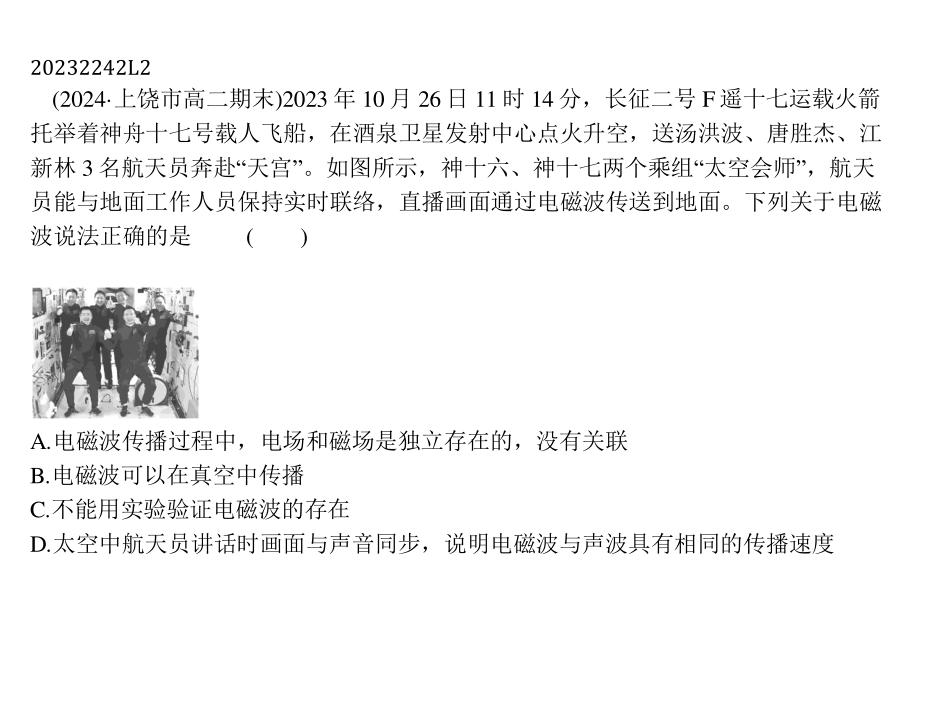 20232242L2
(2024·上饶市高二期末)2023 年 10 月 26 日 11 时 14 分，长征二号 F 遥十七运载火箭
托举着神舟十七号载人飞船，在酒泉卫星发射中心点火升空，送汤洪波、唐胜杰、江
新林 3 名航天员奔赴“天宫”。如图所示，神十六、神十七两个乘组“太空会师”，航天
员能与地面工作人员保持实时联络，直播画面通过电磁波传送到地面。下列关于电磁
波说法正确的是 ( )
A.电磁波传播过程中，电场和磁场是独立存在的，没有关联
B.电磁波可以在真空中传播
C.不能用实验验证电磁波的存在
D.太空中航天员讲话时画面与声音同步，说明电磁波与声波具有相同的传播速度